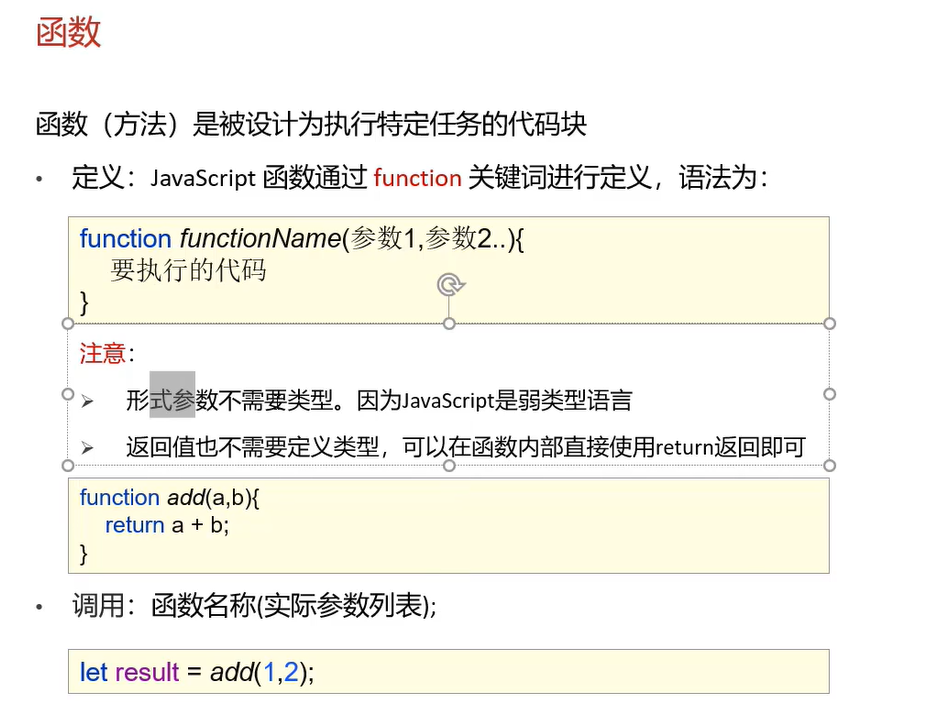 函数
函数（方法）是被设计为执行特定任务的代码块
• 定义：JavaScript 函数通过 function 关键词进行定义，语法为：
function functionName(参数1,参数2..){
要执行的代码
}
注意：
➢ 形式参数不需要类型。因为JavaScript是弱类型语言
➢ 返回值也不需要定义类型，可以在函数内部直接使用return返回即可
function add(a,b){
return a + b;
}
• 调用：函数名称(实际参数列表);
let result = add(1,2);